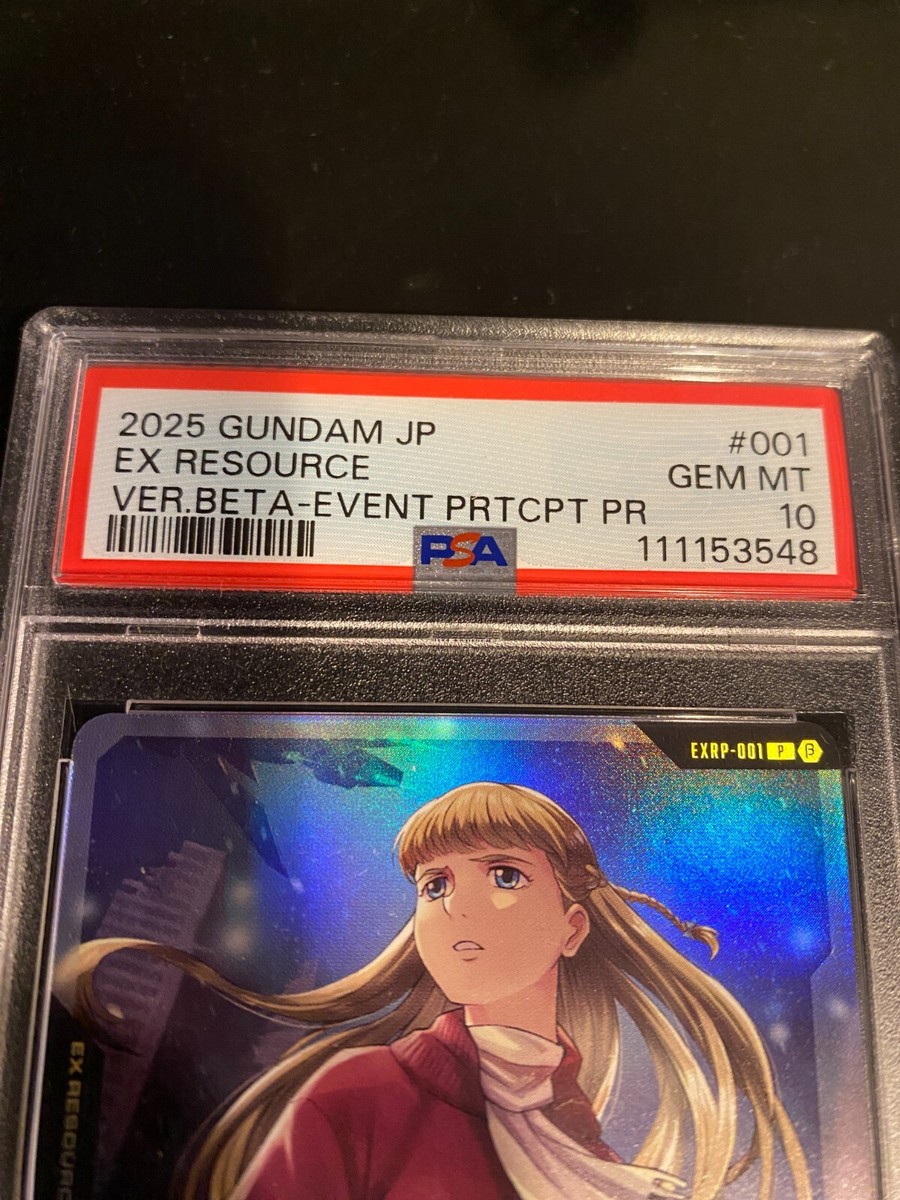 2025 GUNDAM JP #001
EX RESOURCE GEM MT
VER.BETA-EVENT PRTCPT PR 10
PSA 111153548
EXRP-001 P β
EX RESOURC